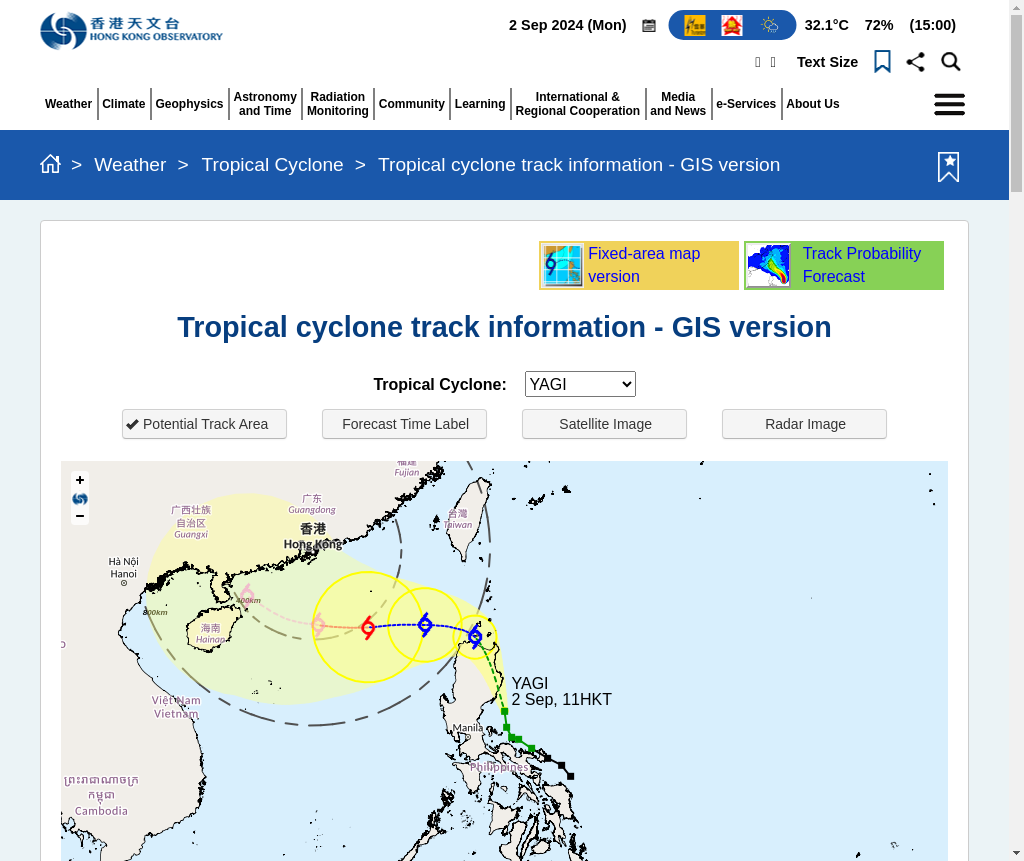 香港天文台
HONG KONG OBSERVATORY
2 Sep 2024 (Mon)
32.1°C 72% (15:00)
Text Size
Weather
Climate
Geophysics
Astronomy
and Time
Radiation
Monitoring
Community
Learning
International &
Regional Cooperation
Media
and News
e-Services
About Us
> Weather > Tropical Cyclone > Tropical cyclone track information - GIS version
Fixed-area map
version
Track Probability
Forecast
Tropical cyclone track information - GIS version
Tropical Cyclone: YAGI
Potential Track Area
Forecast Time Label
Satellite Image
Radar Image
+
−
福建
Fujian
广西壮族
自治区
Guangxi
广东
Guangdong
台灣
Taiwan
香港
Hong Kong
Hà Nội
Hanoi
400km
800km
海南
Hainan
YAGI
2 Sep, 11HKT
Việt Nam
Vietnam
Manila
Philippines
ព្រះរាជាណាចក្រ
កម្ពុជា
Cambodia